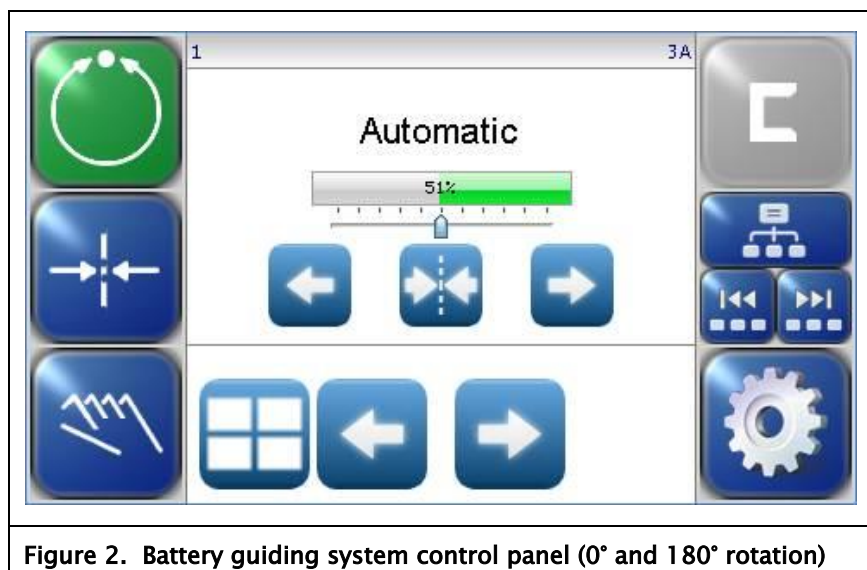 1 3A
Automatic
51%
Figure 2. Battery guiding system control panel (0° and 180° rotation)